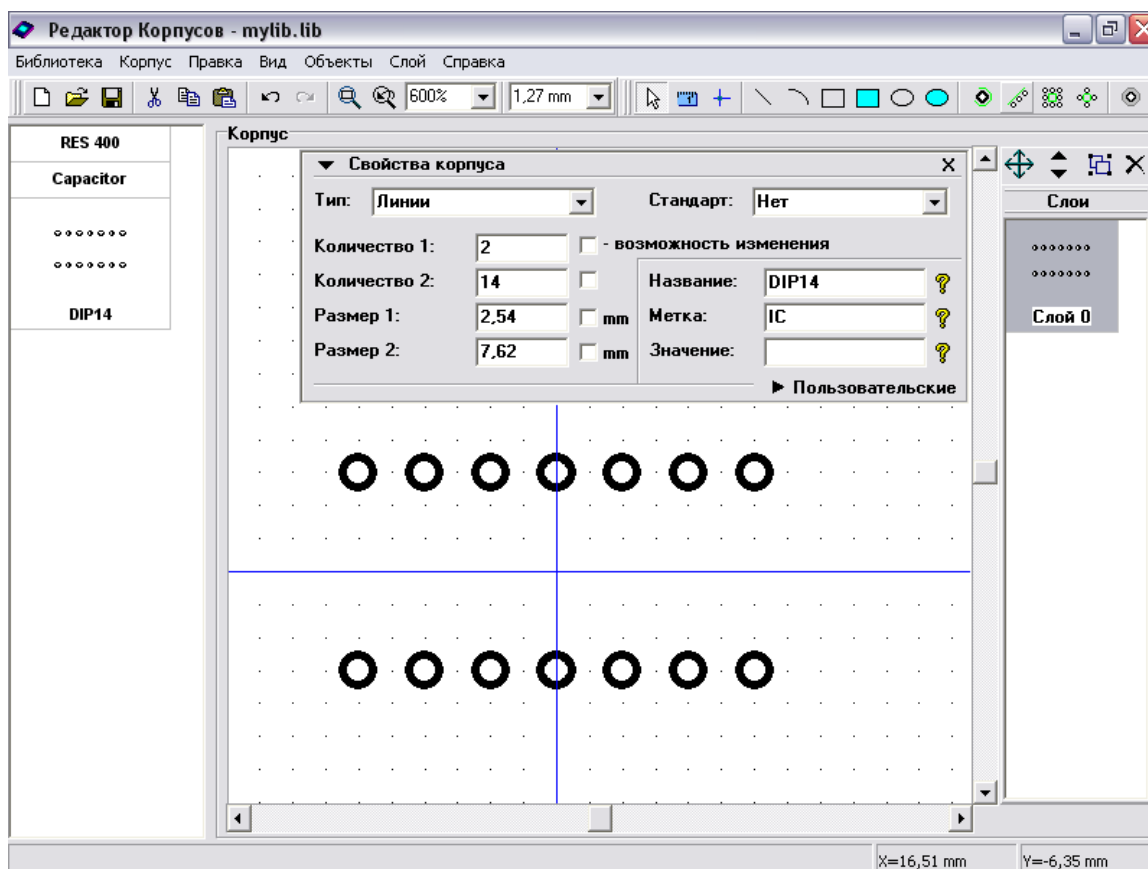 Редактор Корпусов - mylib.lib
Библиотека Корпус Правка Вид Объекты Слой Справка
600% 1,27 mm
RES 400
Capacitor
DIP14
Корпус
Свойства корпуса
Тип: Линии Стандарт: Нет
Количество 1: 2 - возможность изменения
Количество 2: 14 Название: DIP14
Размер 1: 2,54 mm Метка: IC
Размер 2: 7,62 mm Значение:
Пользовательские
Слои
Слой 0
X=16,51 mm Y=-6,35 mm